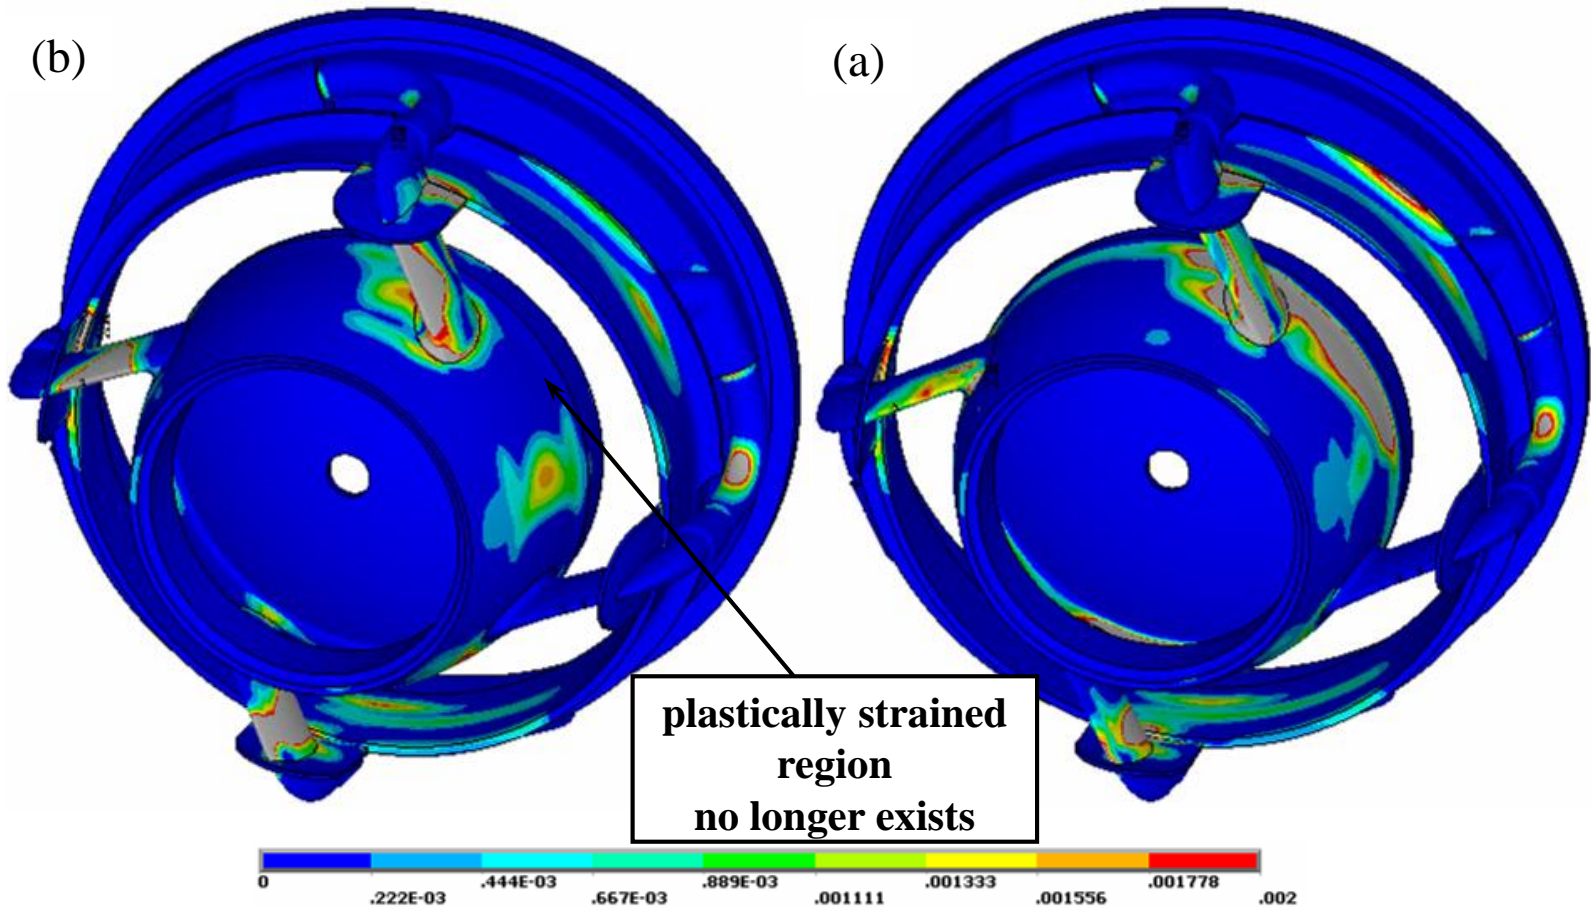 (b)
(a)
plastically strained
region
no longer exists
0
.222E-03
.444E-03
.667E-03
.889E-03
.001111
.001333
.001556
.001778
.002